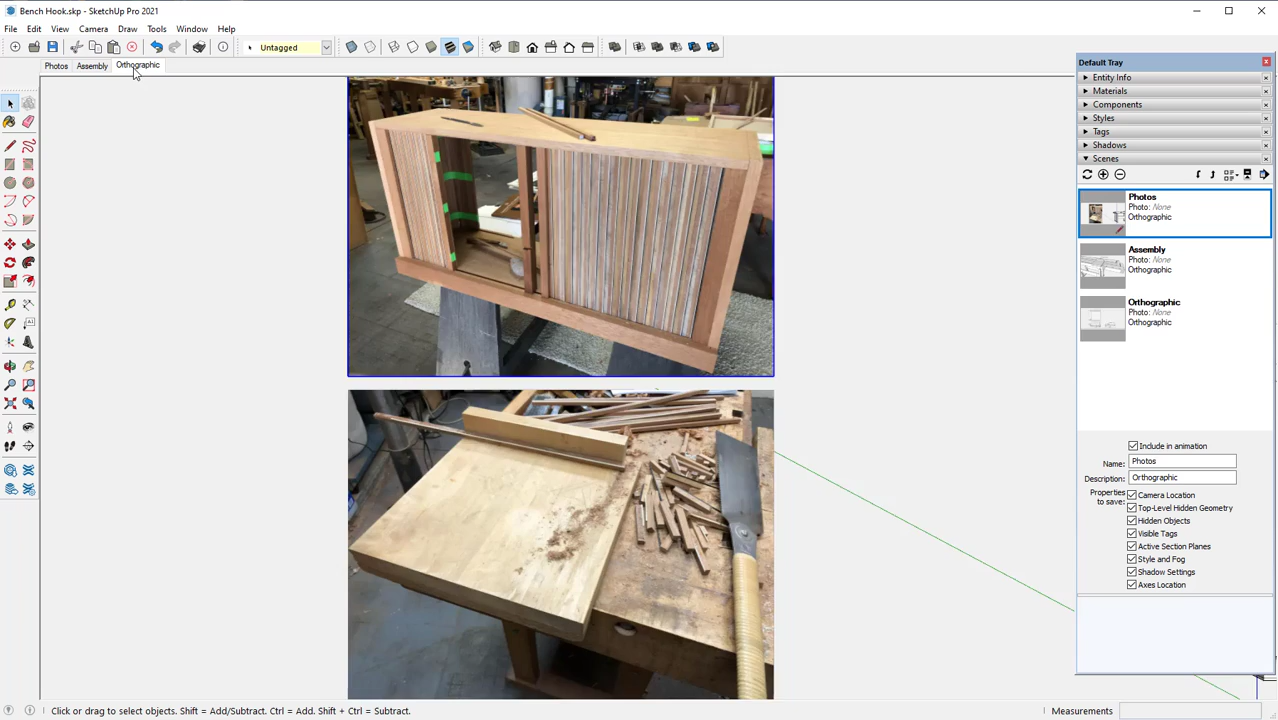 Bench Hook.skp - SketchUp Pro 2021
File Edit View Camera Draw Tools Window Help
Untagged
Photos Assembly Orthographic
Default Tray
Entity Info
Materials
Components
Styles
Tags
Shadows
Scenes
Photos
Photo: None
Orthographic
Assembly
Photo: None
Orthographic
Orthographic
Photo: None
Orthographic
Include in animation
Name: Photos
Description: Orthographic
Properties to save:
Camera Location
Top-Level Hidden Geometry
Hidden Objects
Visible Tags
Active Section Planes
Style and Fog
Shadow Settings
Axes Location
Click or drag to select objects. Shift = Add/Subtract. Ctrl = Add. Shift + Ctrl = Subtract.
Measurements